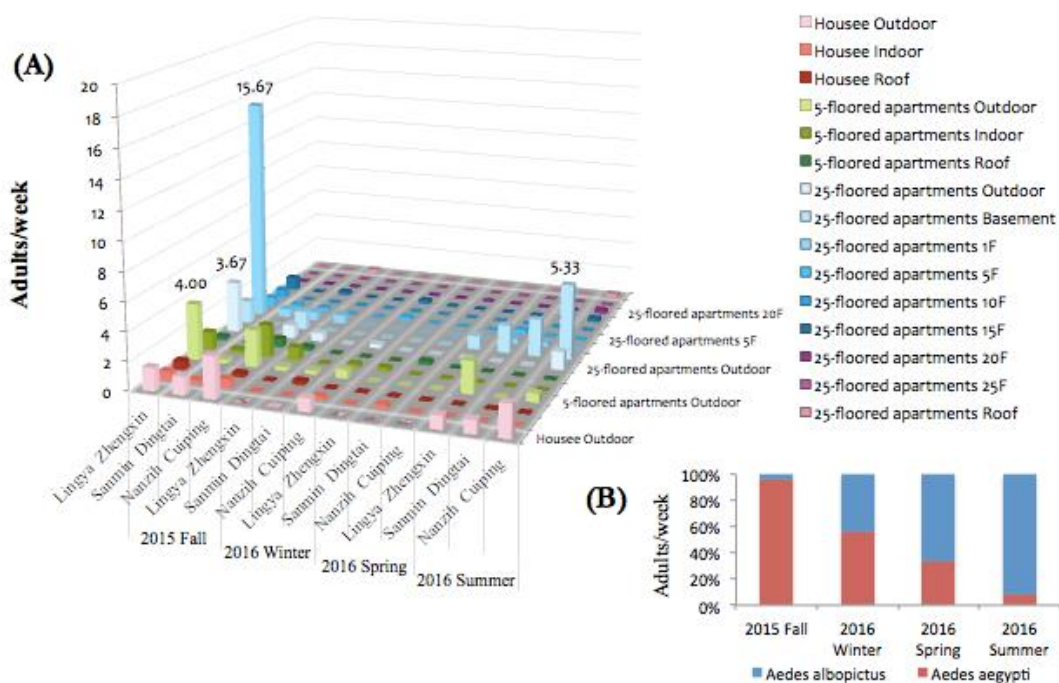 (A)
Adults/week
20
18
16
14
12
10
8
6
4
2
0
15.67
3.67
4.00
5.33
25-floored apartments 20F
25-floored apartments 5F
25-floored apartments Outdoor
5-floored apartments Outdoor
Housee Outdoor
Lingya Zhengxin
Sanmin Dingtai
Nanzih Cuiping
Lingya Zhengxin
Sanmin Dingtai
Nanzih Cuiping
Lingya Zhengxin
Sanmin Dingtai
Nanzih Cuiping
Lingya Zhengxin
Sanmin Dingtai
Nanzih Cuiping
2015 Fall
2016 Winter
2016 Spring
2016 Summer
Housee Outdoor
Housee Indoor
Housee Roof
5-floored apartments Outdoor
5-floored apartments Indoor
5-floored apartments Roof
25-floored apartments Outdoor
25-floored apartments Basement
25-floored apartments 1F
25-floored apartments 5F
25-floored apartments 10F
25-floored apartments 15F
25-floored apartments 20F
25-floored apartments 25F
25-floored apartments Roof
(B)
Adults/week
100%
80%
60%
40%
20%
0%
2015 Fall
2016 Winter
2016 Spring
2016 Summer
Aedes albopictus
Aedes aegypti